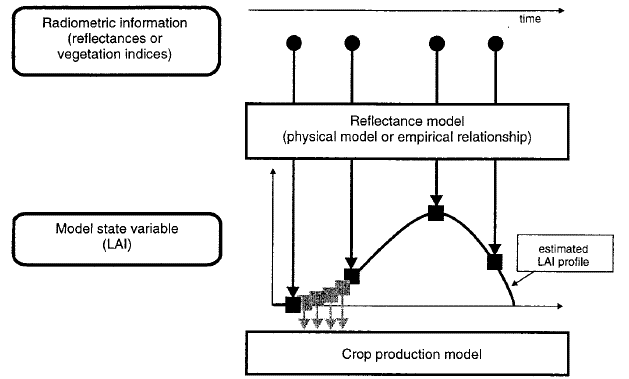 Radiometric information
(reflectances or
vegetation indices)
time
Reflectance model
(physical model or empirical relationship)
Model state variable
(LAI)
estimated
LAI profile
Crop production model